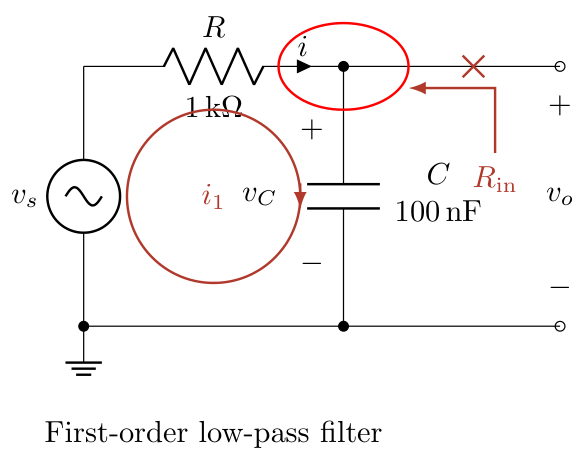 R
i
1 kΩ
+
+
C
R_in
v_s
i_1
v_C
100 nF
v_o
−
−
First-order low-pass filter